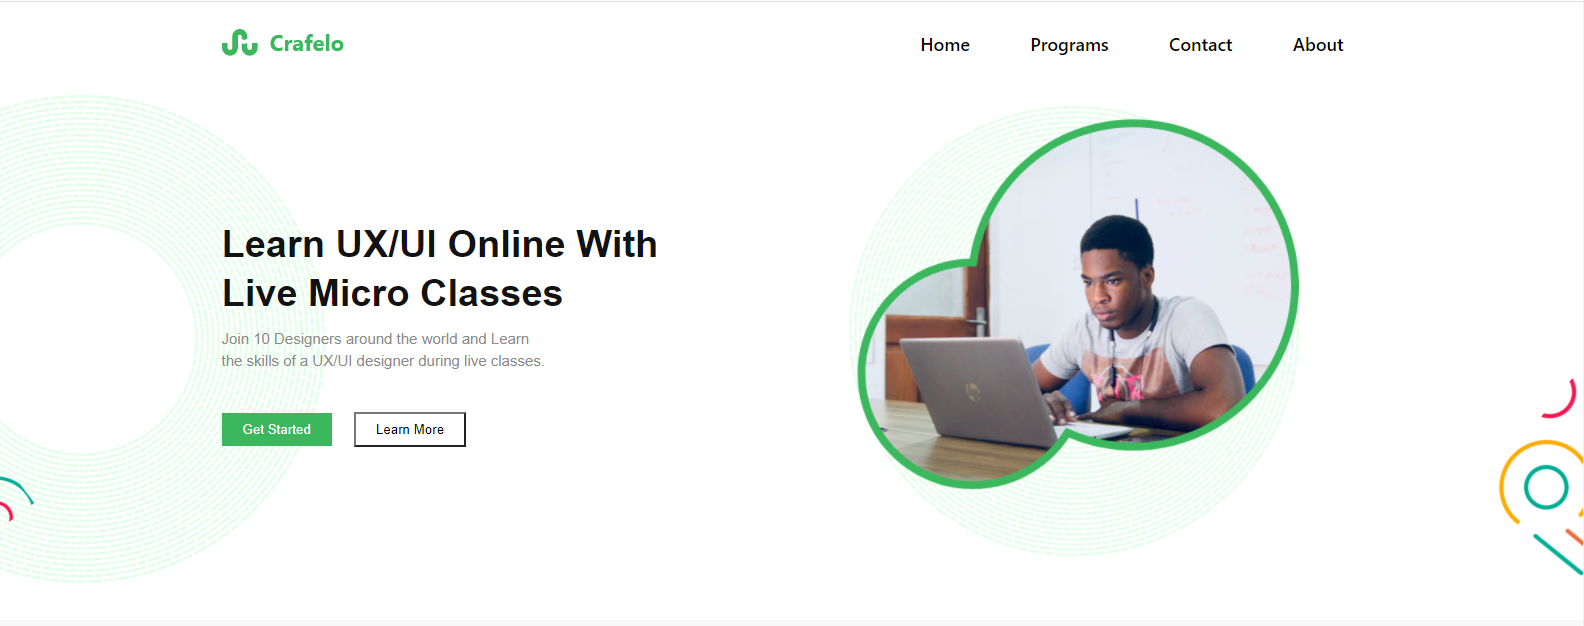 Crafelo
Home
Programs
Contact
About
Learn UX/UI Online With
Live Micro Classes
Join 10 Designers around the world and Learn
the skills of a UX/UI designer during live classes.
Get Started
Learn More